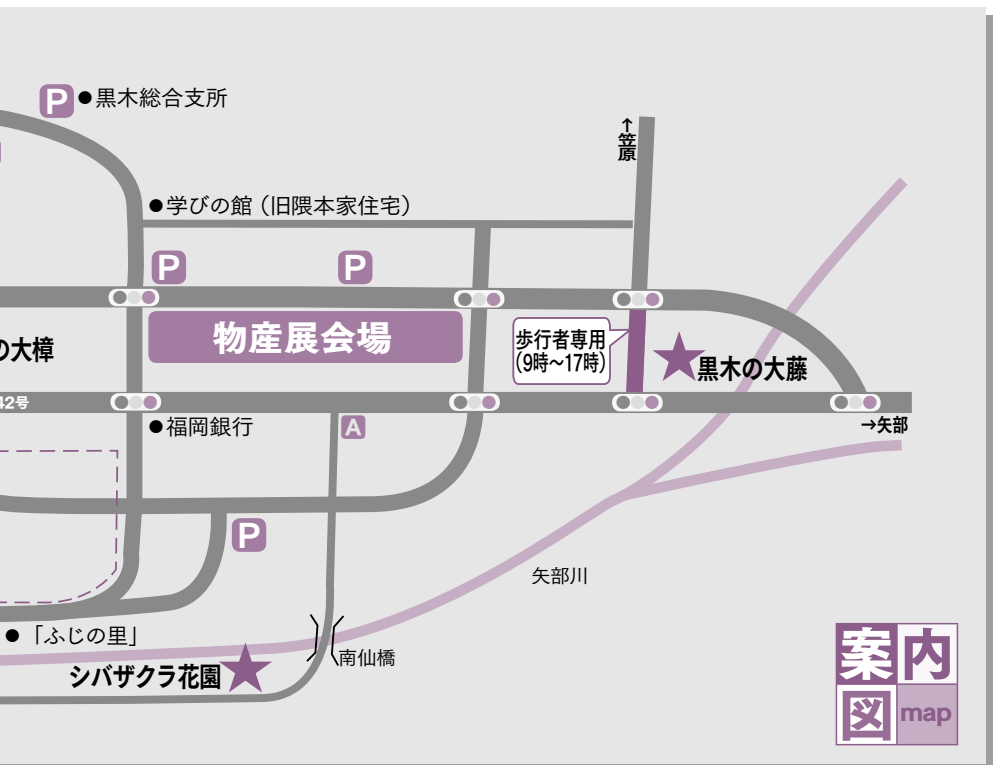 P ●黒木総合支所
↑笠原
●学びの館（旧隈本家住宅）
P
P
物産展会場
歩行者専用
（9時〜17時）
黒木の大藤
の大樟
42号
→矢部
●福岡銀行
A
P
矢部川
●「ふじの里」
シバザクラ花園
南仙橋
案内
図 map